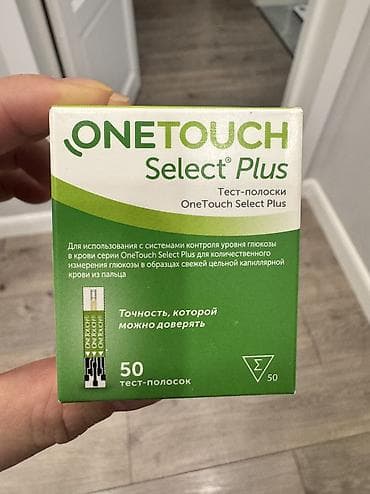 ONETOUCH
Select® Plus
Тест-полоски
OneTouch Select Plus
Для использования с системами контроля уровня глюкозы
в крови серии OneTouch Select Plus для количественного
измерения глюкозы в образцах свежей цельной капиллярной
крови из пальца
Точность, которой
можно доверять
ONETOUCH
ONETOUCH
50
тест-полосок
Σ
50